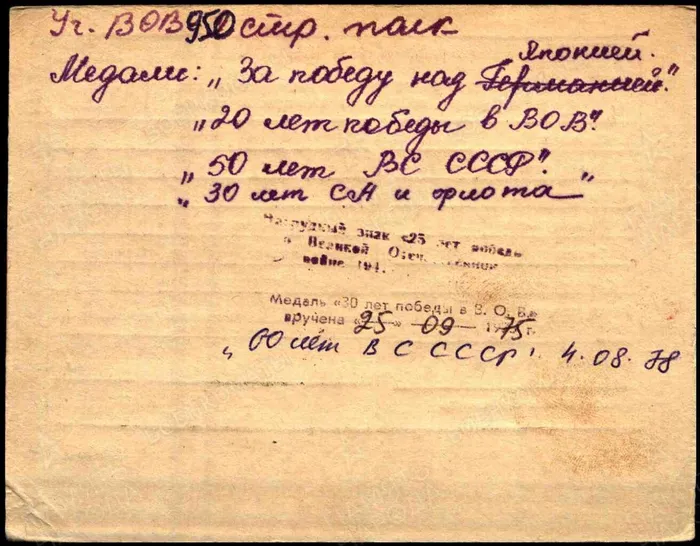 Уч. ВОВ 950 стр. полк
Японией.
Медали: „За победу над Германией."
„20 лет победы в ВОВ".
„50 лет ВС СССР".
„30 лет СА и флота"
Нагрудный знак «25 лет победы
в Великой Отечественной
войне 194
Медаль «30 лет победы в В. О. В.»
вручена «25» 09 1975 г.
„60 лет ВС СССР" 4.08.78